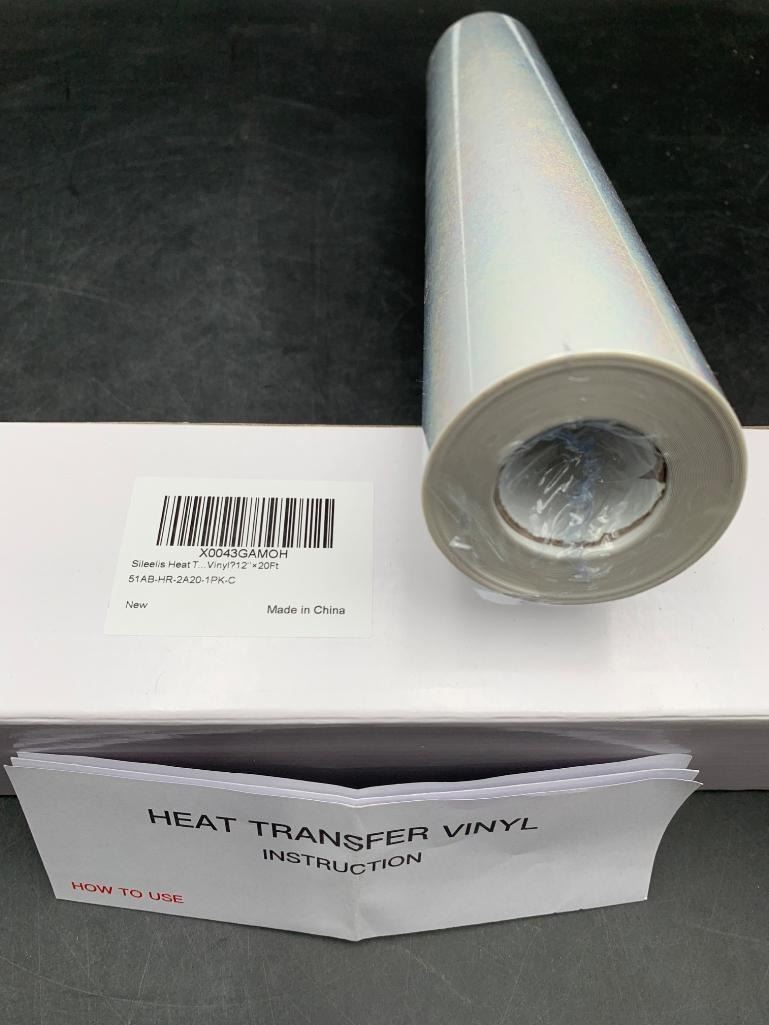 X0043GAMOH
Sileelis Heat T...Vinyl?12"×20Ft
51AB-HR-2A20-1PK-C
New
Made in China
HEAT TRANSFER VINYL
INSTRUCTION
HOW TO USE